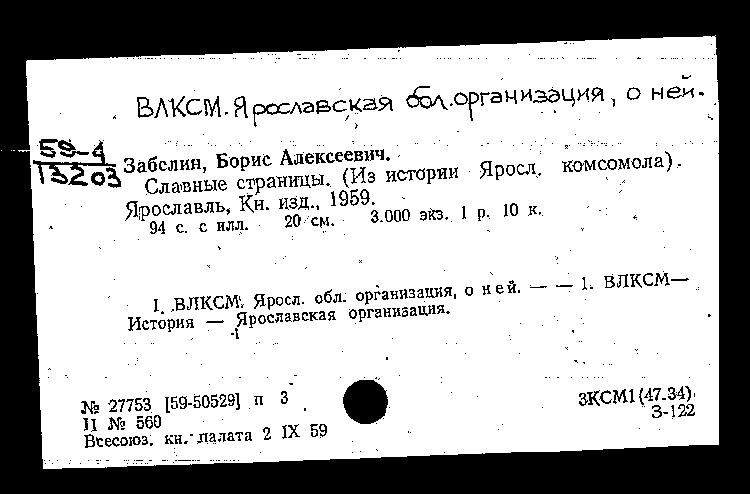 ВЛКСМ. Ярославская обл. организация, о ней.
59-4
13203
Забелин, Борис Алексеевич.
Славные страницы. (Из истории Яросл. комсомола).
Ярославль, Кн. изд., 1959.
94 с. с илл. 20 см. 3.000 экз. 1 р. 10 к.
I. ВЛКСМ. Яросл. обл. организация, о ней. — — 1. ВЛКСМ—
История — Ярославская организация.
№ 27753 [59-50529] п 3
П № 560
Всесоюз. кн. палата 2 IX 59
3КСМ1(47.34)
З-122